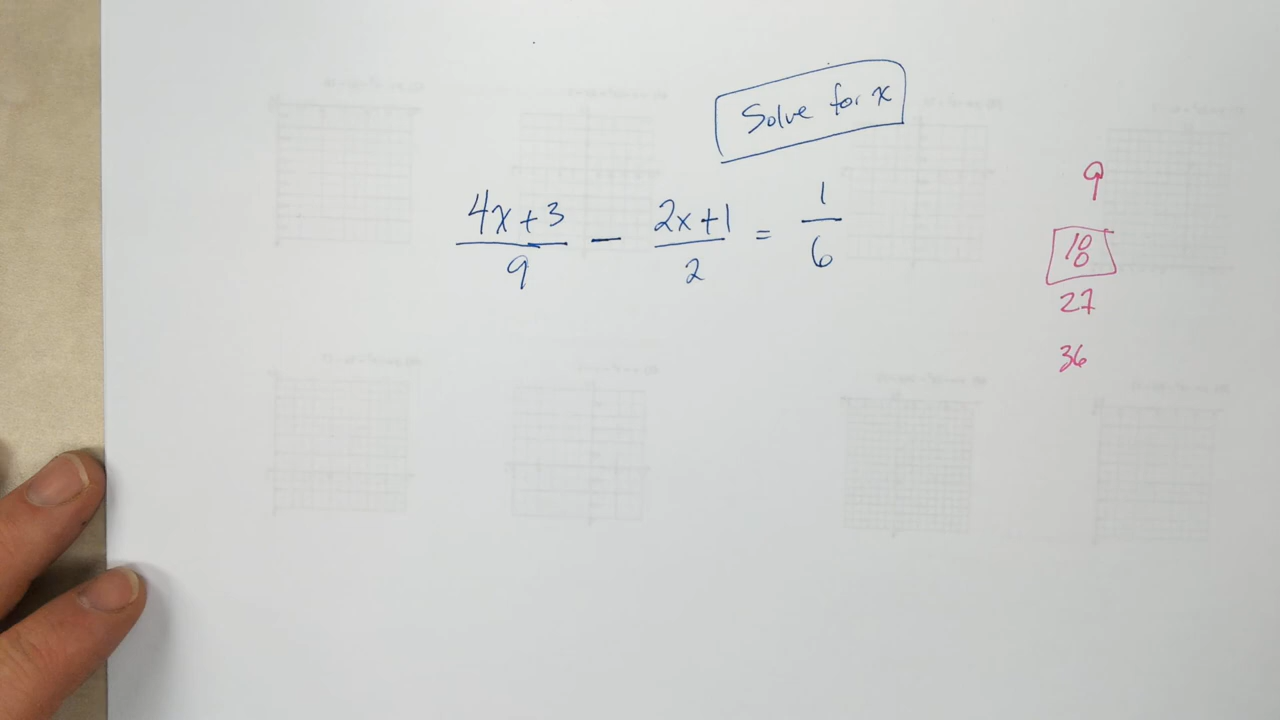 Solve for x
4x+3 / 9 − 2x+1 / 2 = 1 / 6
9
18
27
36